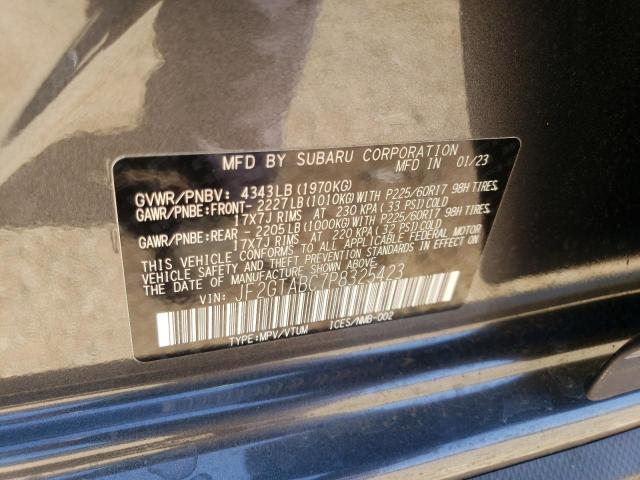 MFD BY SUBARU CORPORATION
MFD IN 01/23
GVWR/PNBV: 4343LB (1970KG)
GAWR/PNBE: FRONT- 2227LB (1010KG) WITH P225/60R17 98H TIRES,
17X7J RIMS AT 230 KPA (33 PSI) COLD
GAWR/PNBE: REAR - 2205LB (1000KG) WITH P225/60R17 98H TIRES,
17X7J RIMS AT 220 KPA (32 PSI) COLD
THIS VEHICLE CONFORMS TO ALL APPLICABLE FEDERAL MOTOR
VEHICLE SAFETY AND BUMPER STANDARDS IN EFFECT ON
THE DATE OF MANUFACTURE SHOWN ABOVE.
VIN: JF2GTABC7P8325423
TYPE:MPV/VTUM ICES/NMB-002